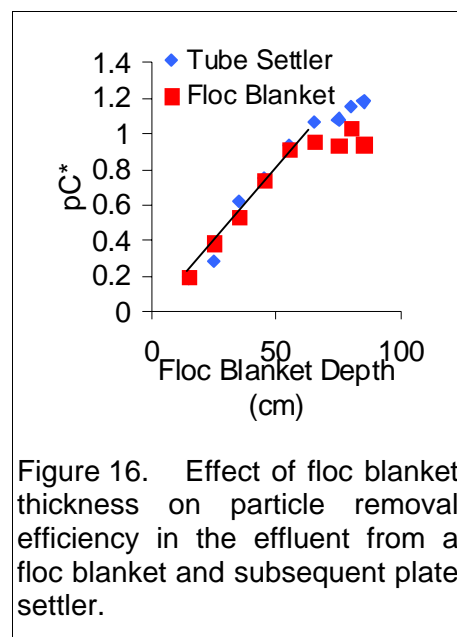 Tube Settler
Floc Blanket
1.4
1.2
1
0.8
0.6
0.4
0.2
0
pC*
0 50 100
Floc Blanket Depth
(cm)
Figure 16. Effect of floc blanket
thickness on particle removal
efficiency in the effluent from a
floc blanket and subsequent plate
settler.